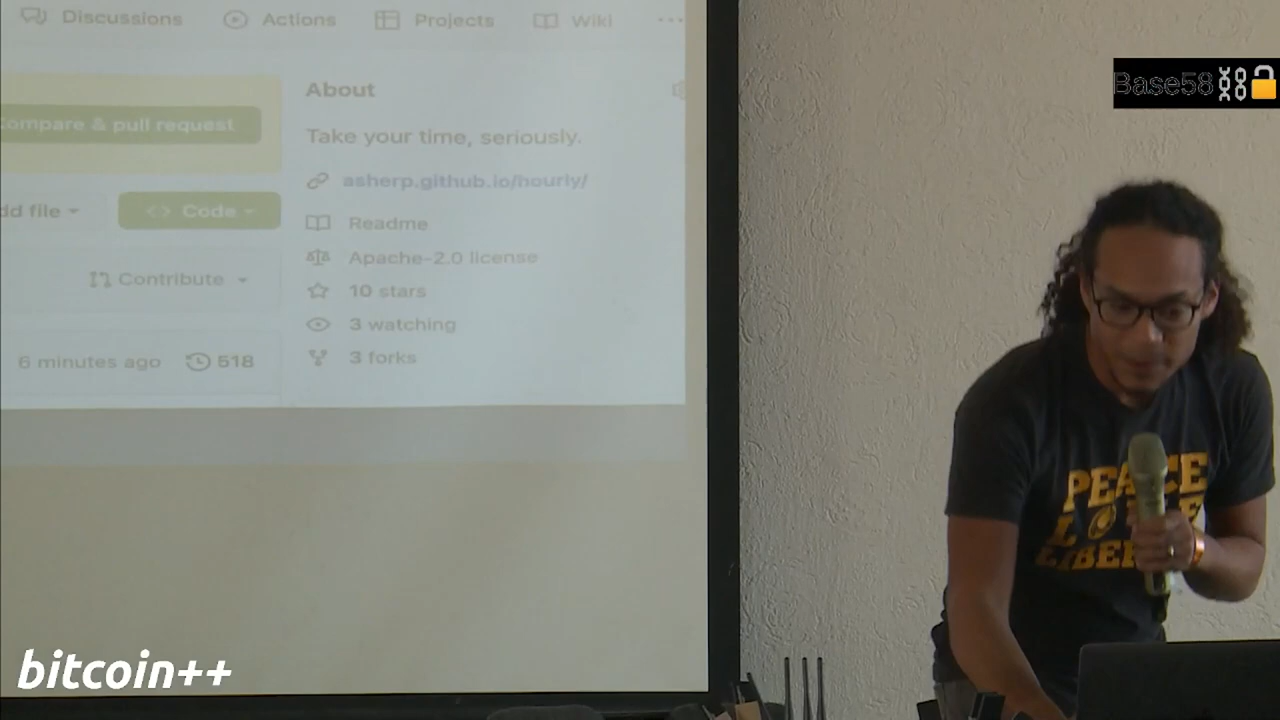 Discussions Actions Projects Wiki ...
About
Compare & pull request
Take your time, seriously.
asherp.github.io/hourly/
dd file <> Code
Readme
Apache-2.0 license
Contribute
10 stars
3 watching
6 minutes ago 518
3 forks
Base58
PEACE
L
LIBER
bitcoin++